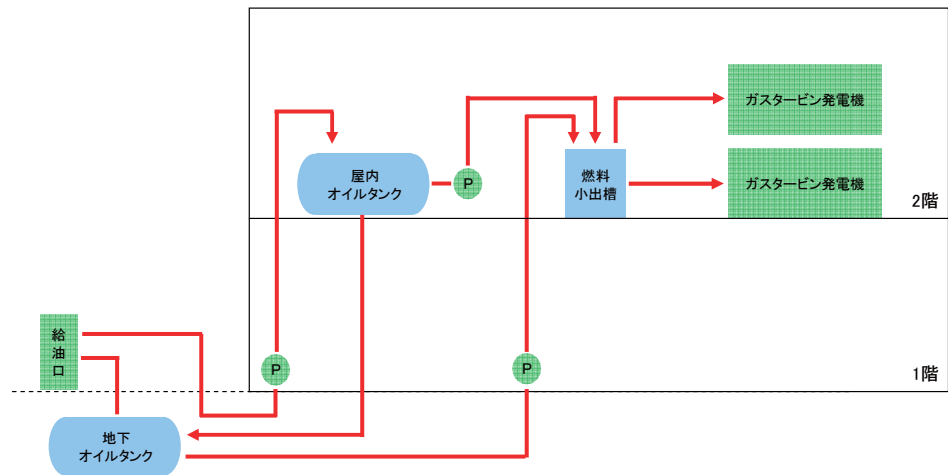 ガスタービン発電機
屋内
オイルタンク
P
燃料
小出槽
ガスタービン発電機
2階
給
油
口
P
P
1階
地下
オイルタンク